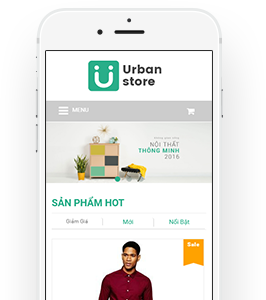 Urban
store
MENU
NỘI THẤT
THÔNG MINH
2016
SẢN PHẨM HOT
Giảm Giá Mới Nổi Bật
Sale